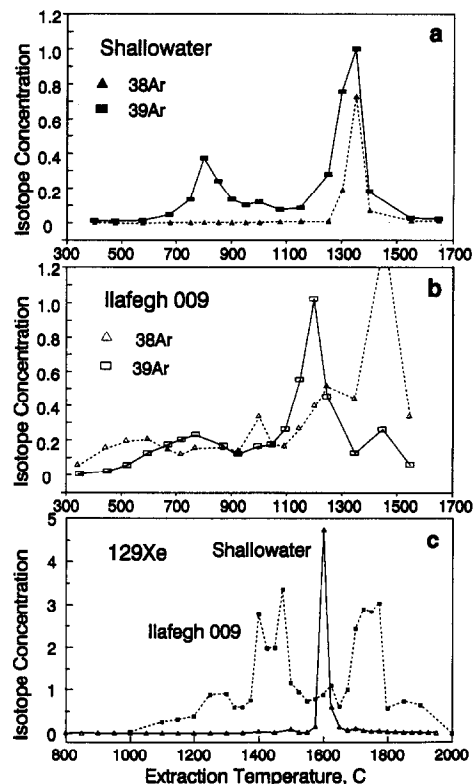 1.2
1.0
0.8
0.6
0.4
0.2
0
Isotope Concentration
Shallowater
38Ar
39Ar
a
300 500 700 900 1100 1300 1500 1700
1.2
1.0
0.8
0.6
0.4
0.2
0
Isotope Concentration
Ilafegh 009
38Ar
39Ar
b
300 500 700 900 1100 1300 1500 1700
5
4
3
2
1
0
Isotope Concentration
129Xe
Shallowater
Ilafegh 009
c
800 1000 1200 1400 1600 1800 2000
Extraction Temperature, C